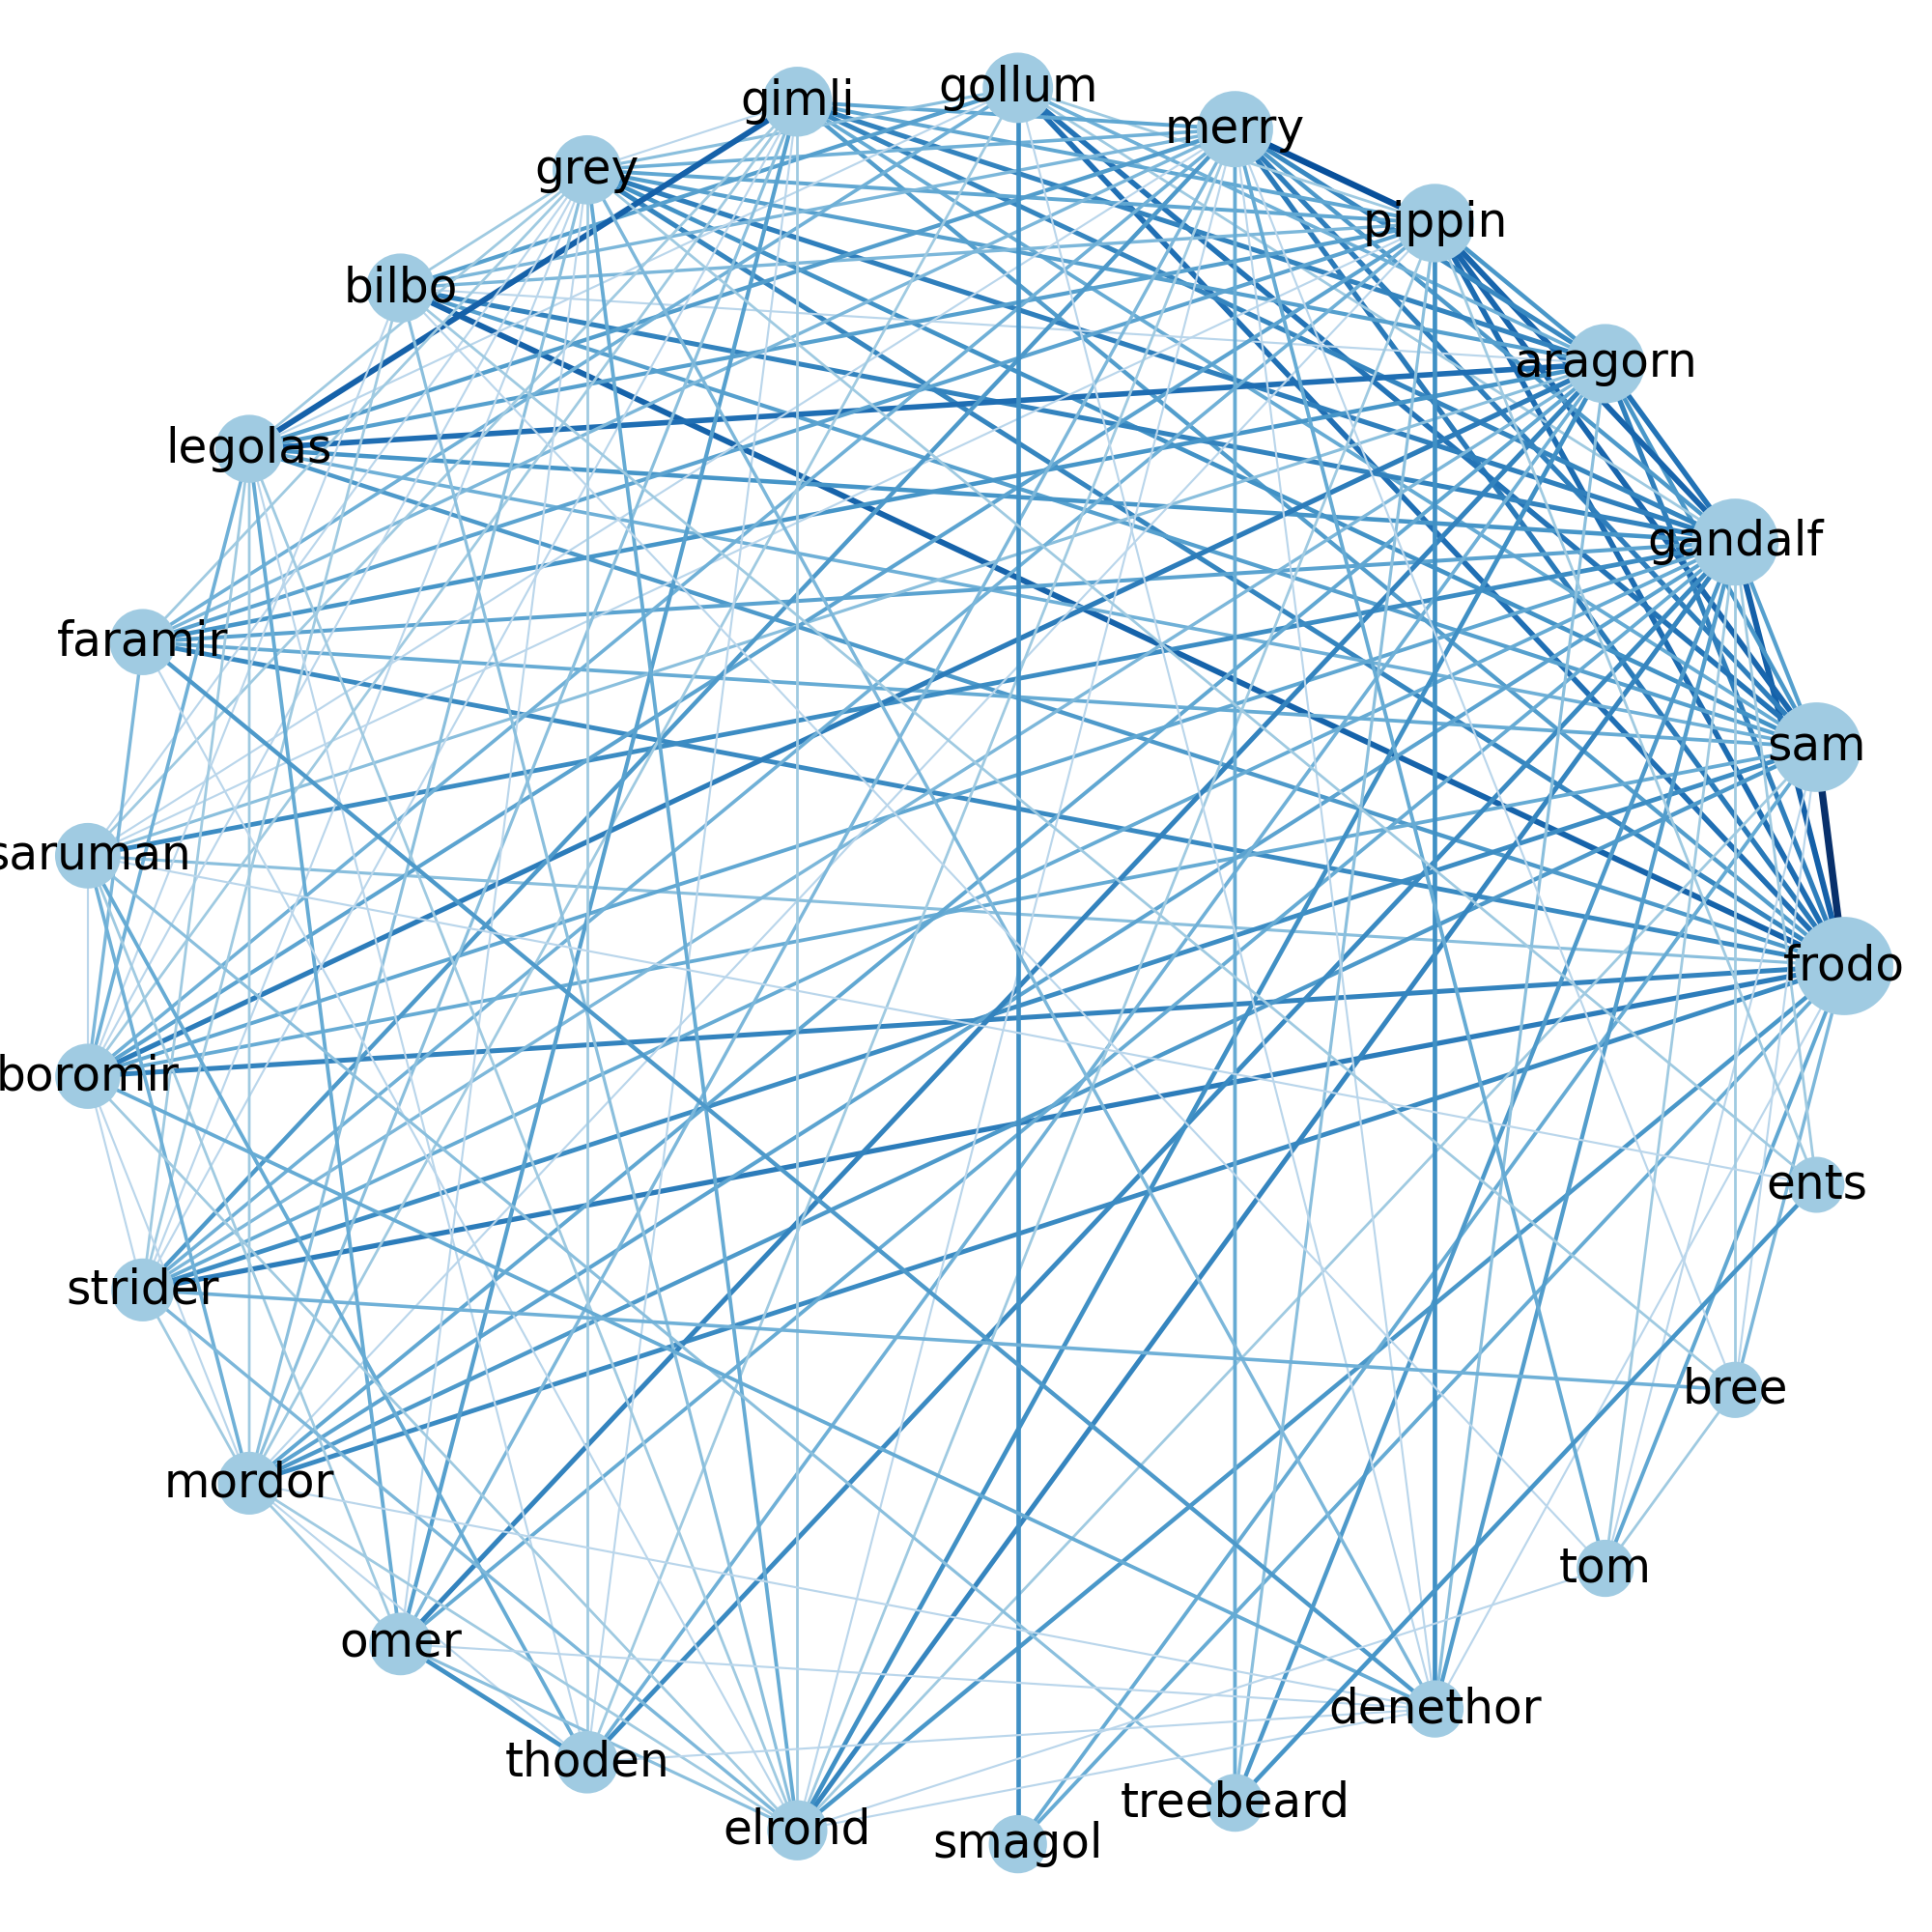 gollum
gimli
merry
grey
pippin
bilbo
aragorn
legolas
gandalf
faramir
sam
saruman
frodo
boromir
ents
strider
bree
mordor
tom
omer
denethor
thoden
treebeard
elrond
smagol